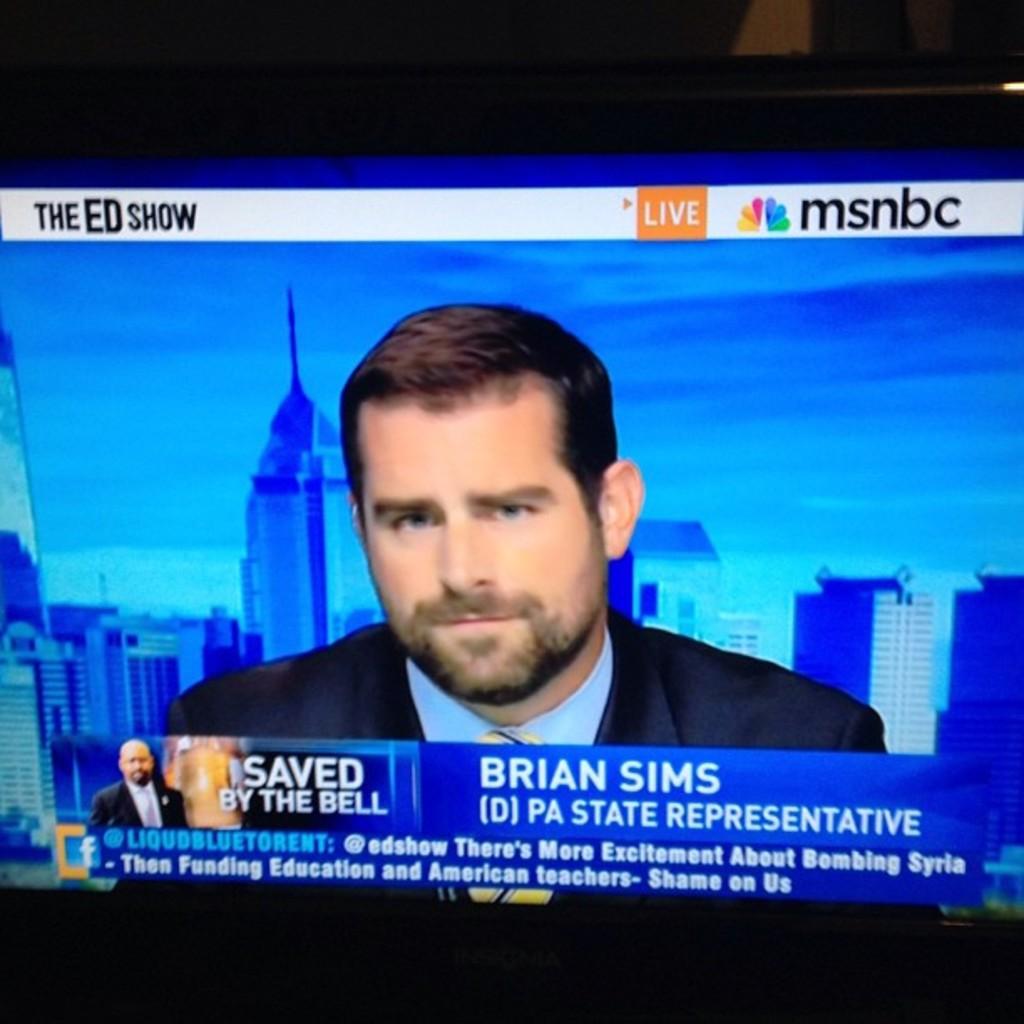 THE ED SHOW
LIVE
msnbc
SAVED
BY THE BELL
BRIAN SIMS
(D) PA STATE REPRESENTATIVE
@LIQUDBLUETORENT: @edshow There's More Excitement About Bombing Syria
- Then Funding Education and American teachers- Shame on Us
INSIGNIA